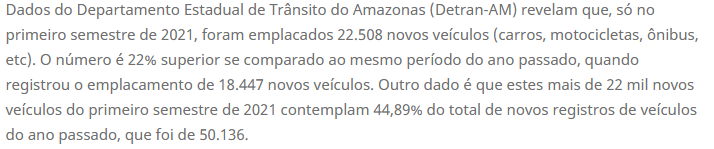 Dados do Departamento Estadual de Trânsito do Amazonas (Detran-AM) revelam que, só no
primeiro semestre de 2021, foram emplacados 22.508 novos veículos (carros, motocicletas, ônibus,
etc). O número é 22% superior se comparado ao mesmo período do ano passado, quando
registrou o emplacamento de 18.447 novos veículos. Outro dado é que estes mais de 22 mil novos
veículos do primeiro semestre de 2021 contemplam 44,89% do total de novos registros de veículos
do ano passado, que foi de 50.136.